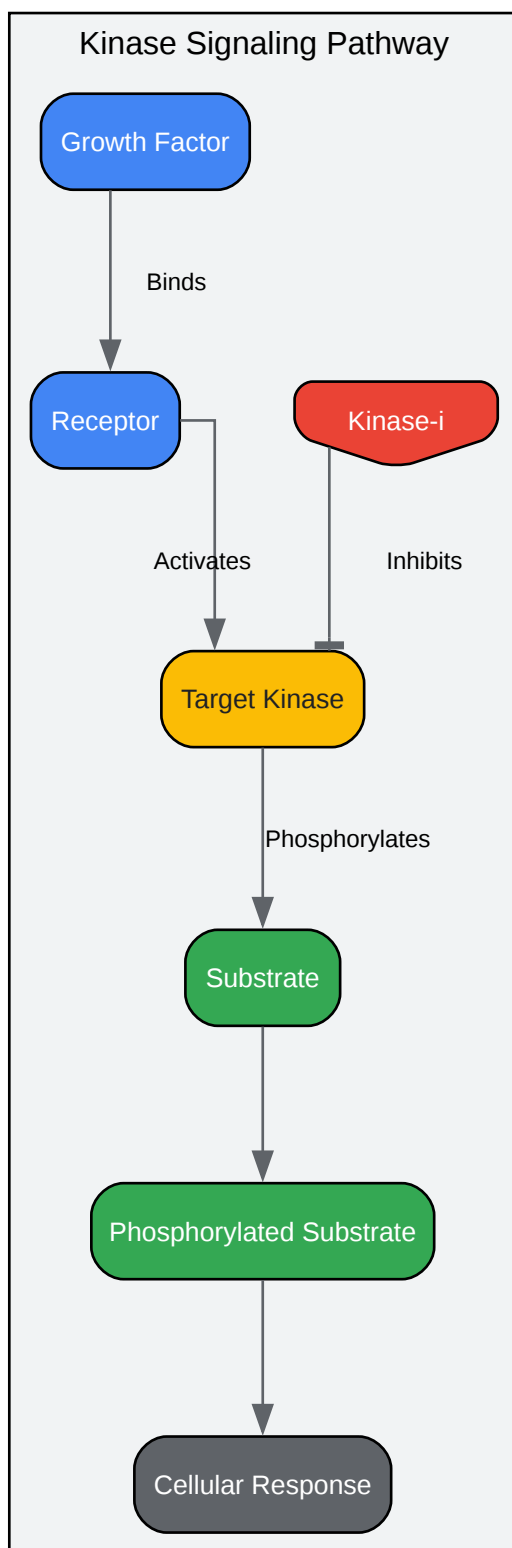 Kinase Signaling Pathway
Growth Factor
Binds
Receptor
Kinase-i
Activates
Inhibits
Target Kinase
Phosphorylates
Substrate
Phosphorylated Substrate
Cellular Response